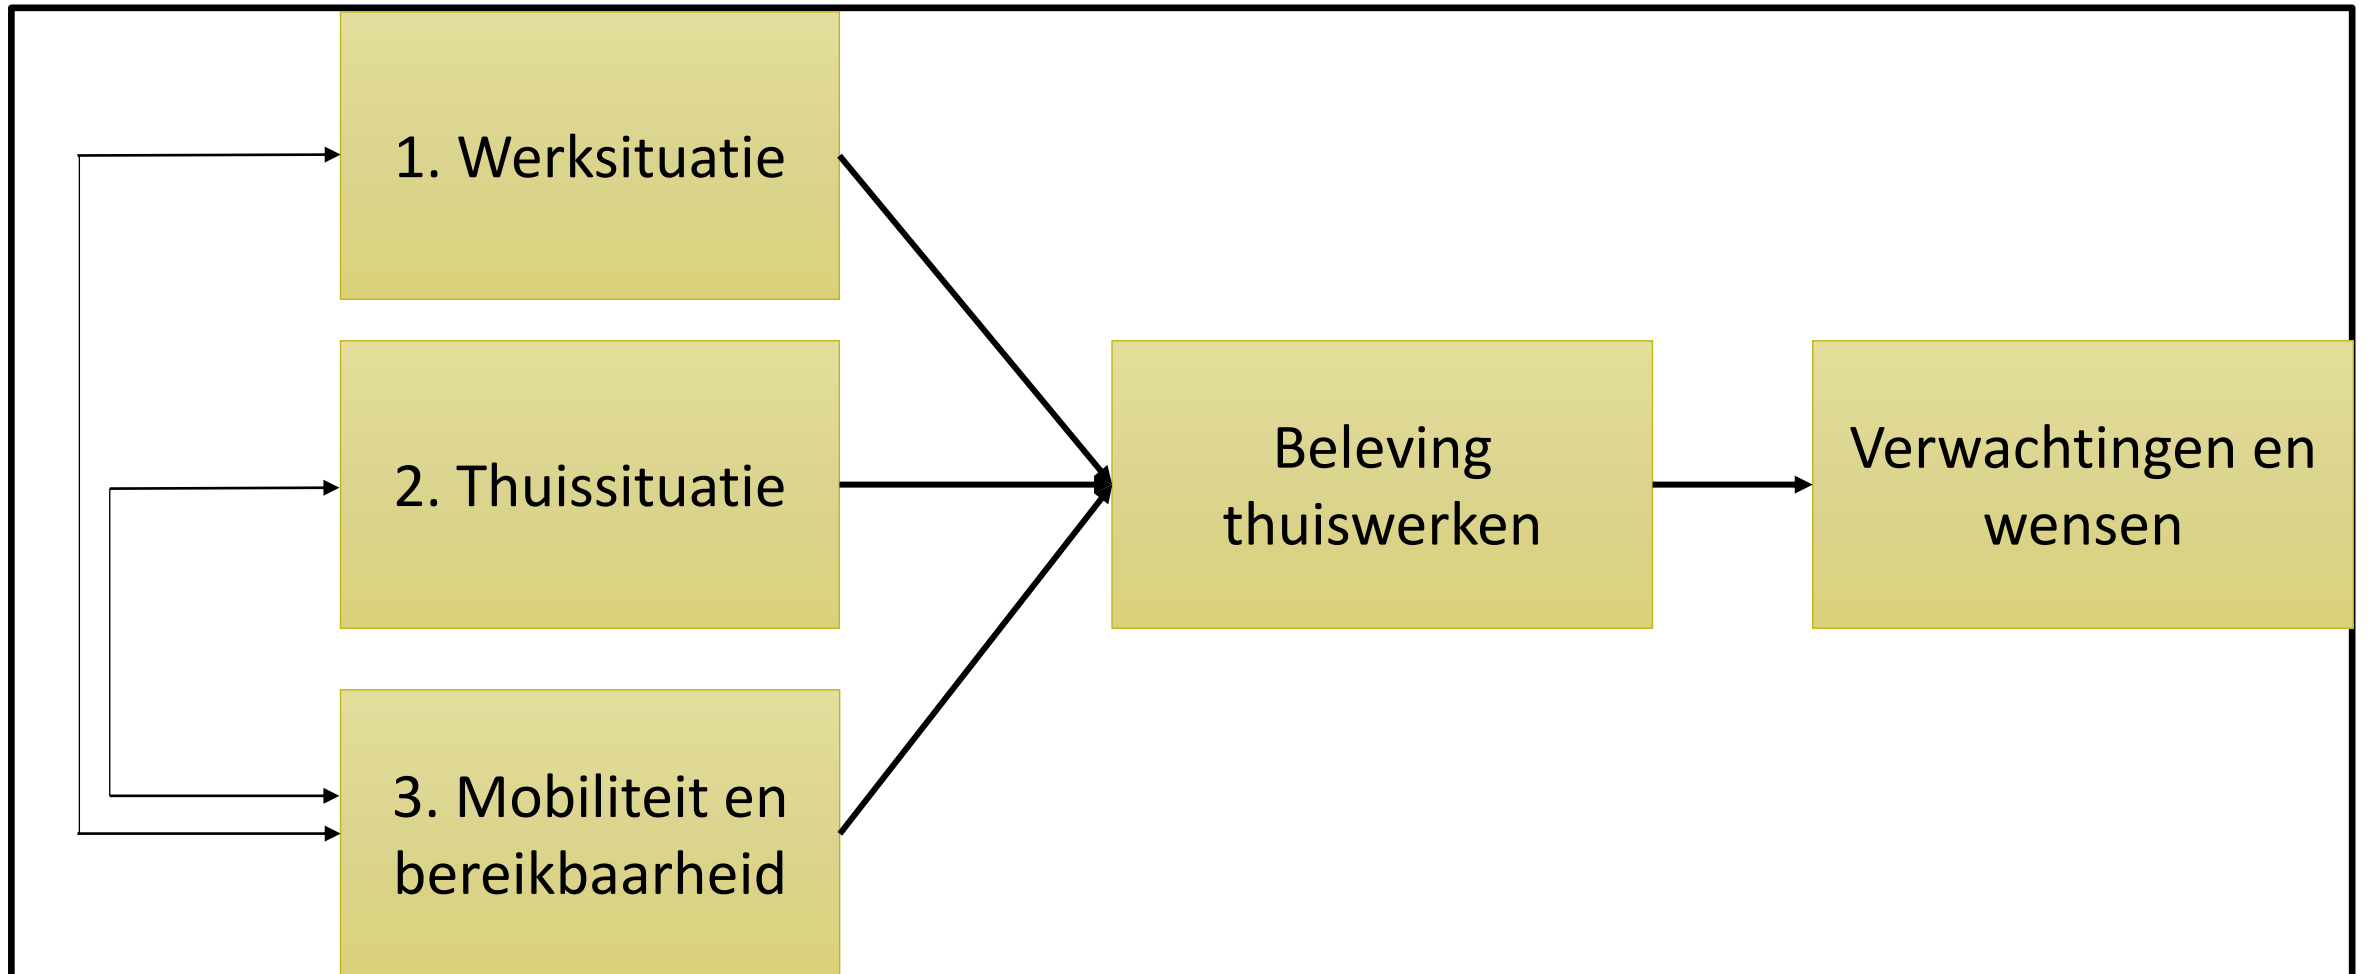 1. Werksituatie
2. Thuissituatie
3. Mobiliteit en
bereikbaarheid
Beleving
thuiswerken
Verwachtingen en
wensen